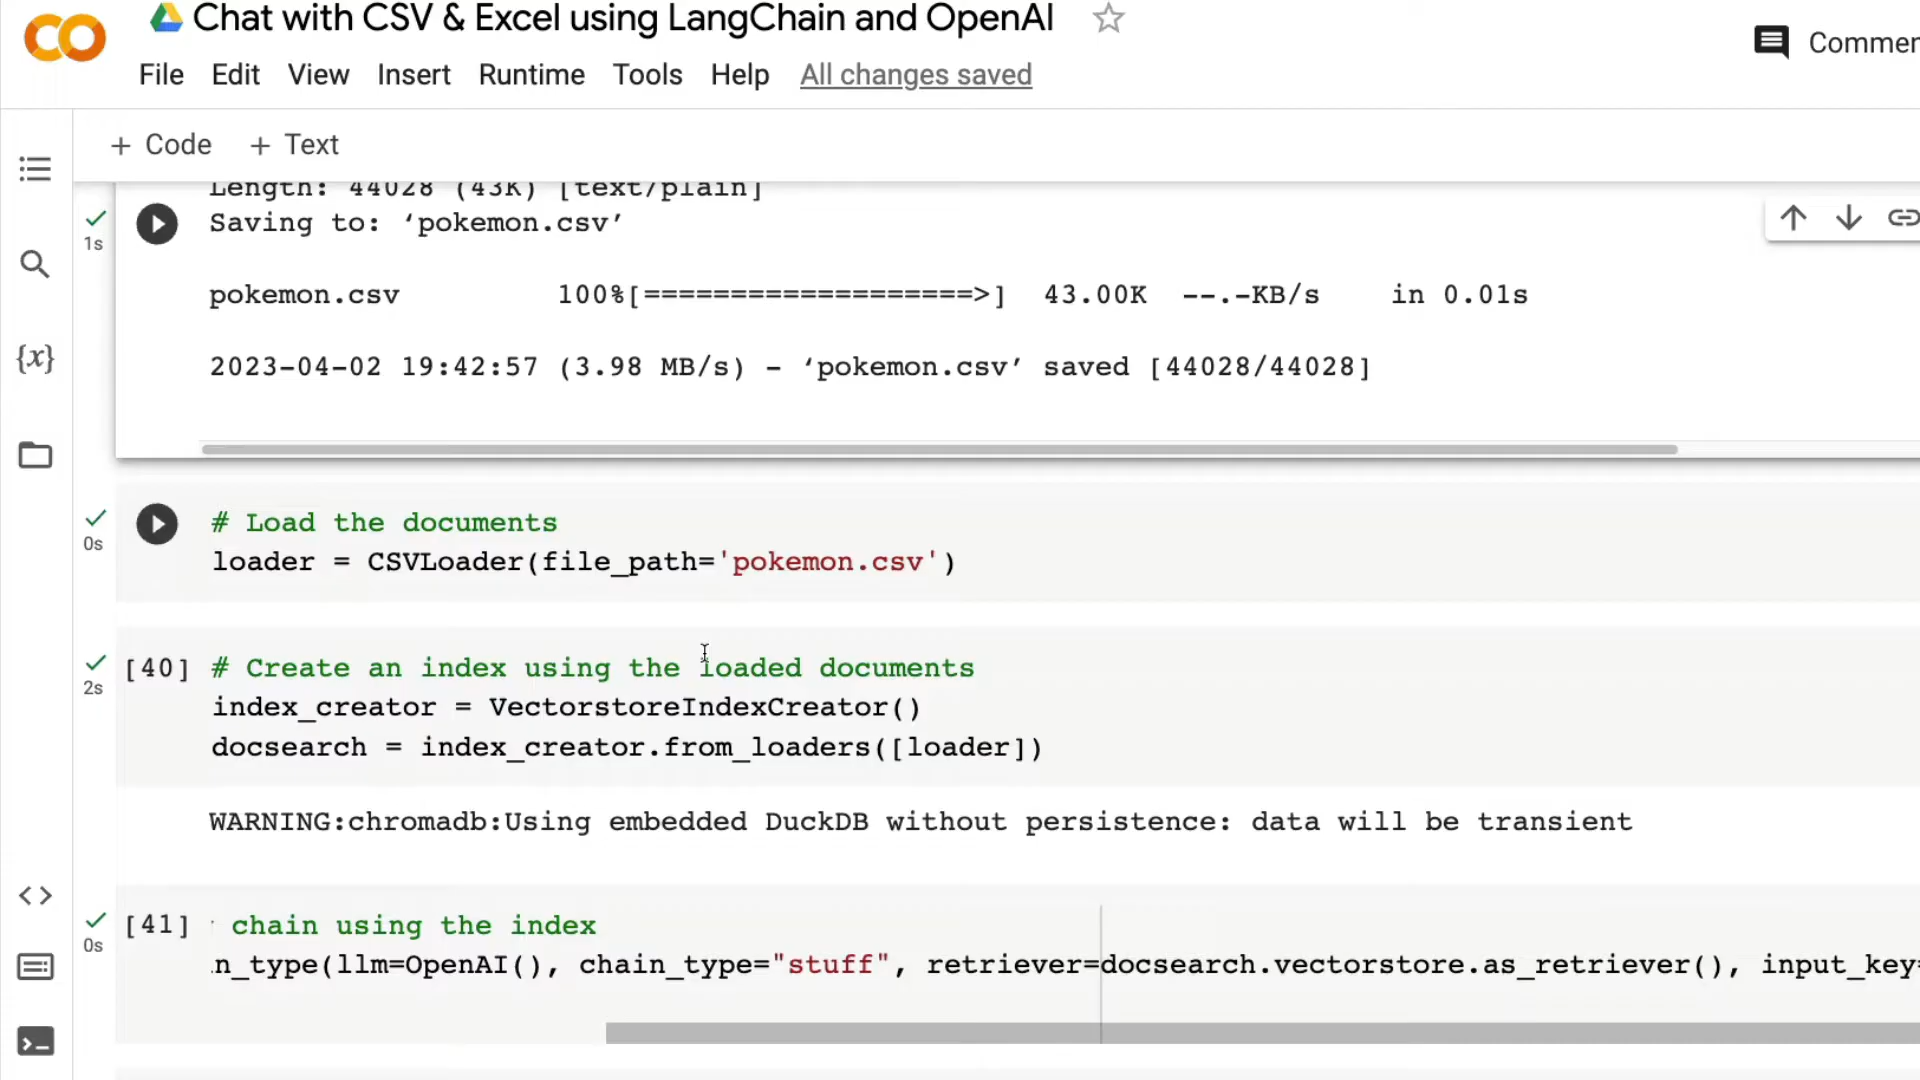 Chat with CSV & Excel using LangChain and OpenAI
Commen
File Edit View Insert Runtime Tools Help All changes saved
+ Code + Text
Length: 44028 (43K) [text/plain]
1s
Saving to: ‘pokemon.csv’
pokemon.csv 100%[===================>] 43.00K --.-KB/s in 0.01s
2023-04-02 19:42:57 (3.98 MB/s) - ‘pokemon.csv’ saved [44028/44028]
{x}
# Load the documents
0s
loader = CSVLoader(file_path='pokemon.csv')
[40] # Create an index using the loaded documents
2s
index_creator = VectorstoreIndexCreator()
docsearch = index_creator.from_loaders([loader])
WARNING:chromadb:Using embedded DuckDB without persistence: data will be transient
[41] chain using the index
0s
n_type(llm=OpenAI(), chain_type="stuff", retriever=docsearch.vectorstore.as_retriever(), input_key=